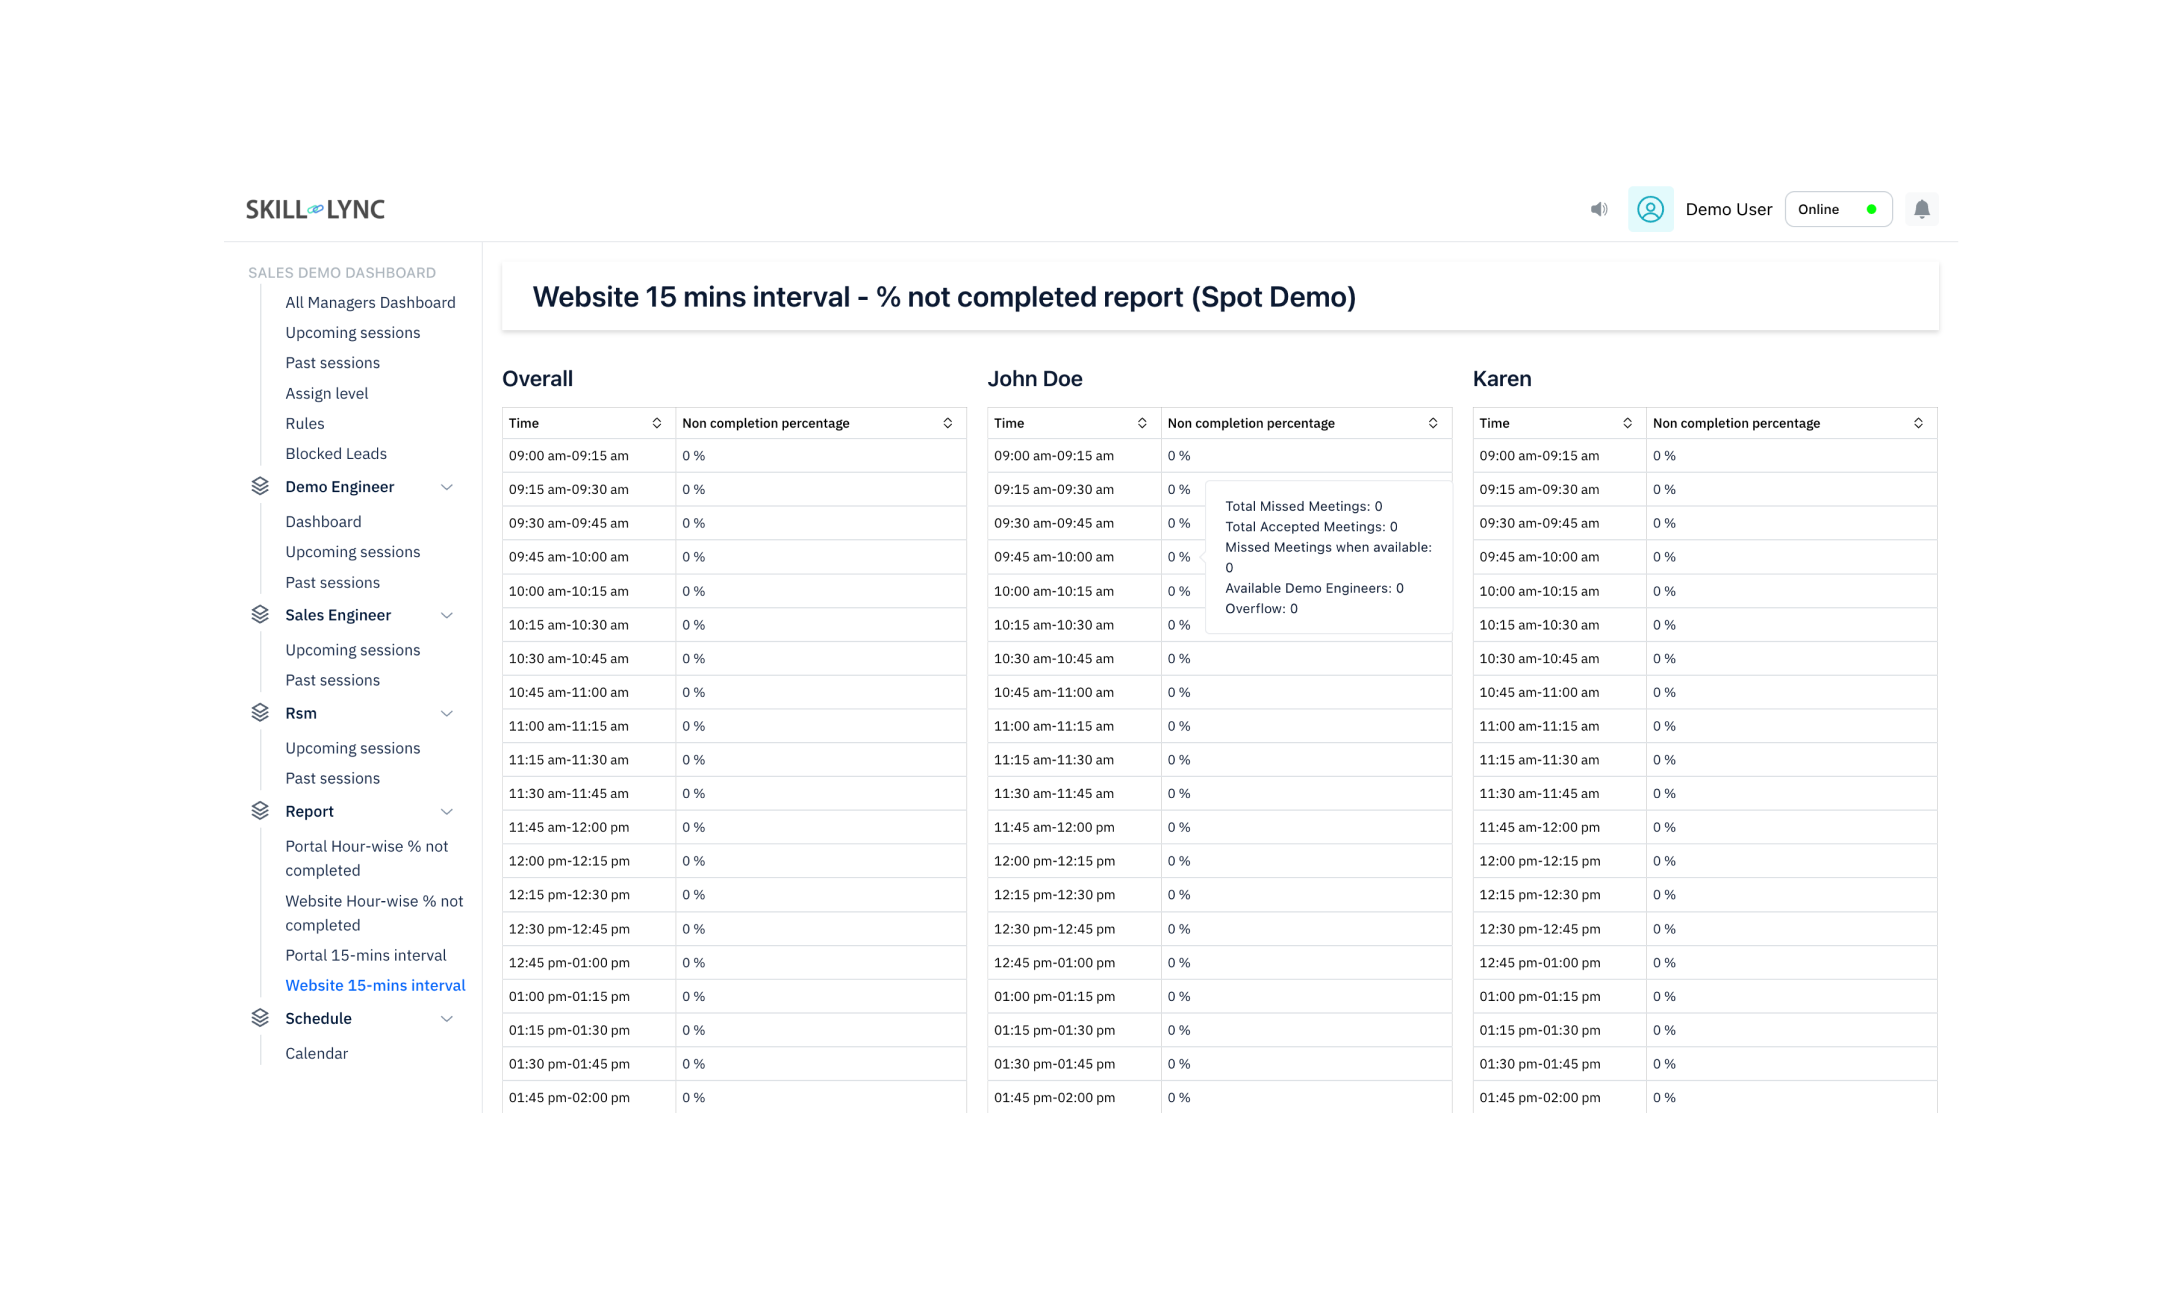 SKILL LYNC
Demo User
Online
SALES DEMO DASHBOARD
All Managers Dashboard
Upcoming sessions
Past sessions
Assign level
Rules
Blocked Leads
Demo Engineer
Dashboard
Upcoming sessions
Past sessions
Sales Engineer
Upcoming sessions
Past sessions
Rsm
Upcoming sessions
Past sessions
Report
Portal Hour-wise % not
completed
Website Hour-wise % not
completed
Portal 15-mins interval
Website 15-mins interval
Schedule
Calendar
Website 15 mins interval - % not completed report (Spot Demo)
Overall
Time Non completion percentage
09:00 am-09:15 am 0 %
09:15 am-09:30 am 0 %
09:30 am-09:45 am 0 %
09:45 am-10:00 am 0 %
10:00 am-10:15 am 0 %
10:15 am-10:30 am 0 %
10:30 am-10:45 am 0 %
10:45 am-11:00 am 0 %
11:00 am-11:15 am 0 %
11:15 am-11:30 am 0 %
11:30 am-11:45 am 0 %
11:45 am-12:00 pm 0 %
12:00 pm-12:15 pm 0 %
12:15 pm-12:30 pm 0 %
12:30 pm-12:45 pm 0 %
12:45 pm-01:00 pm 0 %
01:00 pm-01:15 pm 0 %
01:15 pm-01:30 pm 0 %
01:30 pm-01:45 pm 0 %
01:45 pm-02:00 pm 0 %
John Doe
Time Non completion percentage
09:00 am-09:15 am 0 %
09:15 am-09:30 am 0 %
09:30 am-09:45 am 0 %
09:45 am-10:00 am 0 %
10:00 am-10:15 am 0 %
10:15 am-10:30 am 0 %
10:30 am-10:45 am 0 %
10:45 am-11:00 am 0 %
11:00 am-11:15 am 0 %
11:15 am-11:30 am 0 %
11:30 am-11:45 am 0 %
11:45 am-12:00 pm 0 %
12:00 pm-12:15 pm 0 %
12:15 pm-12:30 pm 0 %
12:30 pm-12:45 pm 0 %
12:45 pm-01:00 pm 0 %
01:00 pm-01:15 pm 0 %
01:15 pm-01:30 pm 0 %
01:30 pm-01:45 pm 0 %
01:45 pm-02:00 pm 0 %
Total Missed Meetings: 0
Total Accepted Meetings: 0
Missed Meetings when available:
0
Available Demo Engineers: 0
Overflow: 0
Karen
Time Non completion percentage
09:00 am-09:15 am 0 %
09:15 am-09:30 am 0 %
09:30 am-09:45 am 0 %
09:45 am-10:00 am 0 %
10:00 am-10:15 am 0 %
10:15 am-10:30 am 0 %
10:30 am-10:45 am 0 %
10:45 am-11:00 am 0 %
11:00 am-11:15 am 0 %
11:15 am-11:30 am 0 %
11:30 am-11:45 am 0 %
11:45 am-12:00 pm 0 %
12:00 pm-12:15 pm 0 %
12:15 pm-12:30 pm 0 %
12:30 pm-12:45 pm 0 %
12:45 pm-01:00 pm 0 %
01:00 pm-01:15 pm 0 %
01:15 pm-01:30 pm 0 %
01:30 pm-01:45 pm 0 %
01:45 pm-02:00 pm 0 %